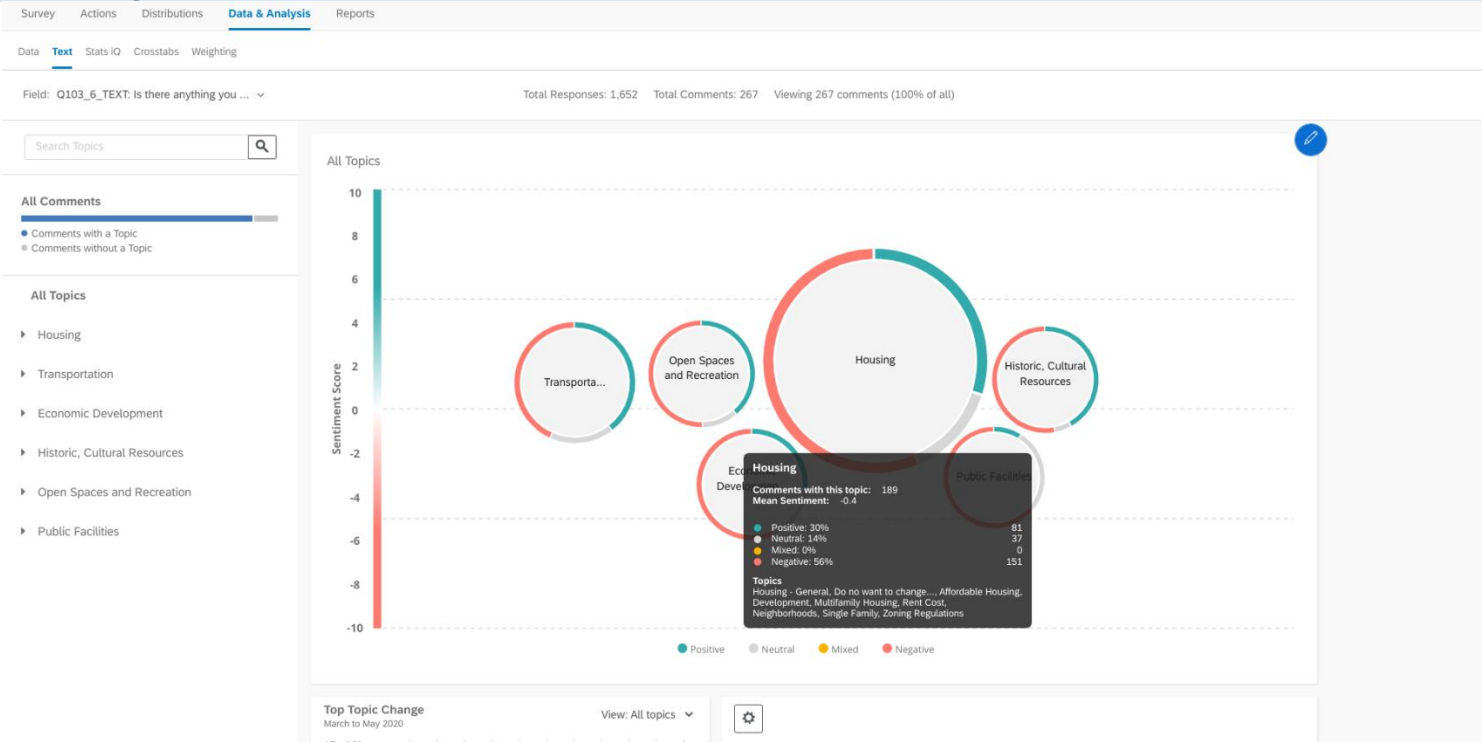 Survey Actions Distributions Data & Analysis Reports
Data Text Stats iQ Crosstabs Weighting
Field: Q103_6_TEXT: Is there anything you ...
Total Responses: 1,652 Total Comments: 267 Viewing 267 comments (100% of all)
Search Topics
All Comments
Comments with a Topic
Comments without a Topic
All Topics
Housing
Transportation
Economic Development
Historic, Cultural Resources
Open Spaces and Recreation
Public Facilities
All Topics
Sentiment Score
10
8
6
4
2
0
-2
-4
-6
-8
-10
Transporta...
Open Spaces
and Recreation
Housing
Historic, Cultural
Resources
Public Facilities
Housing
Comments with this topic: 189
Mean Sentiment: -0.4
Positive: 30% 81
Neutral: 14% 37
Mixed: 0% 0
Negative: 56% 151
Topics
Housing - General, Do no want to change..., Affordable Housing,
Development, Multifamily Housing, Rent Cost,
Neighborhoods, Single Family, Zoning Regulations
Positive Neutral Mixed Negative
Top Topic Change
March to May 2020
View: All topics